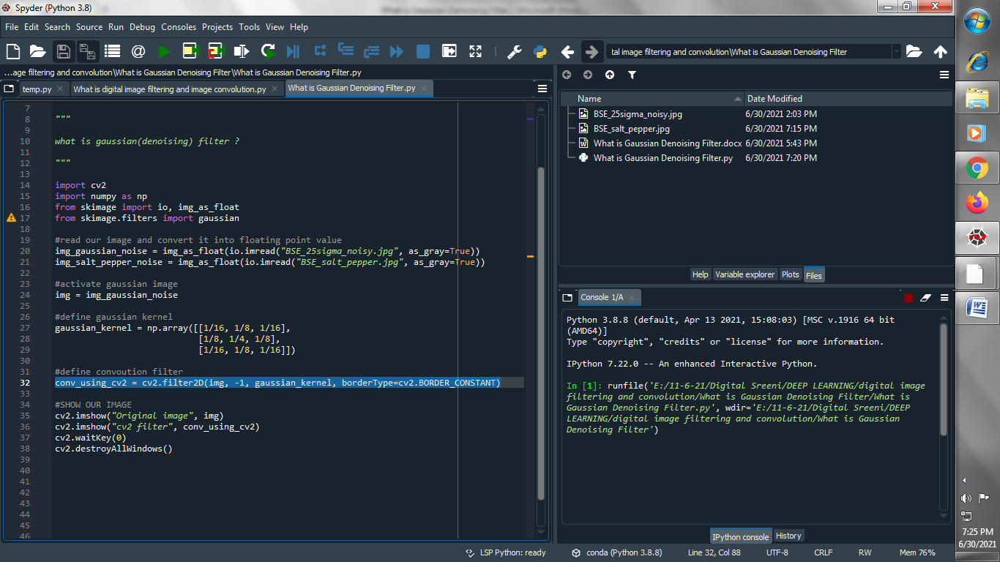 Spyder (Python 3.8)
File Edit Search Source Run Debug Consoles Projects Tools View Help
tal image filtering and convolution\What is Gaussian Denoising Filter
...age filtering and convolution\What is Gaussian Denoising Filter\What is Gaussian Denoising Filter.py
temp.py What is digital image filtering and image convolution.py What is Gaussian Denoising Filter.py
7
8 """
9
10 what is gaussian(denoising) filter ?
11
12 """
13
14 import cv2
15 import numpy as np
16 from skimage import io, img_as_float
17 from skimage.filters import gaussian
18
19 #read our image and convert it into floating point value
20 img_gaussian_noise = img_as_float(io.imread("BSE_25sigma_noisy.jpg", as_gray=True))
21 img_salt_pepper_noise = img_as_float(io.imread("BSE_salt_pepper.jpg", as_gray=True))
22
23 #activate gaussian image
24 img = img_gaussian_noise
25
26 #define gaussian kernel
27 gaussian_kernel = np.array([[1/16, 1/8, 1/16],
28 [1/8, 1/4, 1/8],
29 [1/16, 1/8, 1/16]])
30
31 #define convoution filter
32 conv_using_cv2 = cv2.filter2D(img, -1, gaussian_kernel, borderType=cv2.BORDER_CONSTANT)
33
34 #SHOW OUR IMAGE
35 cv2.imshow("Original image", img)
36 cv2.imshow("cv2 filter", conv_using_cv2)
37 cv2.waitKey(0)
38 cv2.destroyAllWindows()
39
40
41
42
43
44
45
46
Name Date Modified
BSE_25sigma_noisy.jpg 6/30/2021 2:03 PM
BSE_salt_pepper.jpg 6/30/2021 7:15 PM
What is Gaussian Denoising Filter.docx 6/30/2021 5:43 PM
What is Gaussian Denoising Filter.py 6/30/2021 7:20 PM
Help Variable explorer Plots Files
Console 1/A
Python 3.8.8 (default, Apr 13 2021, 15:08:03) [MSC v.1916 64 bit
(AMD64)]
Type "copyright", "credits" or "license" for more information.
IPython 7.22.0 -- An enhanced Interactive Python.
In [1]: runfile('E:/11-6-21/Digital Sreeni/DEEP LEARNING/digital image
filtering and convolution/What is Gaussian Denoising Filter/What is
Gaussian Denoising Filter.py', wdir='E:/11-6-21/Digital Sreeni/DEEP
LEARNING/digital image filtering and convolution/What is Gaussian
Denoising Filter')
IPython console History
LSP Python: ready conda (Python 3.8.8) Line 32, Col 88 UTF-8 CRLF RW Mem 76%
7:25 PM
6/30/2021